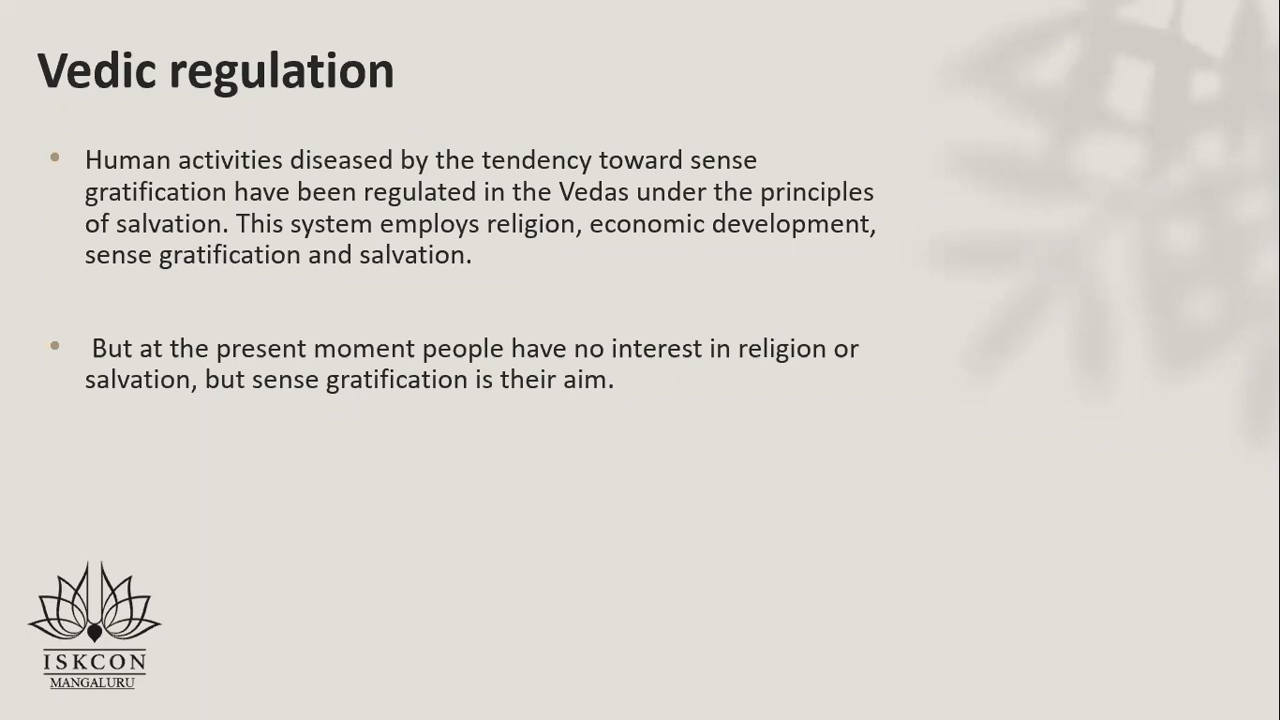 Vedic regulation
• Human activities diseased by the tendency toward sense
gratification have been regulated in the Vedas under the principles
of salvation. This system employs religion, economic development,
sense gratification and salvation.
• But at the present moment people have no interest in religion or
salvation, but sense gratification is their aim.
ISKCON
MANGALURU